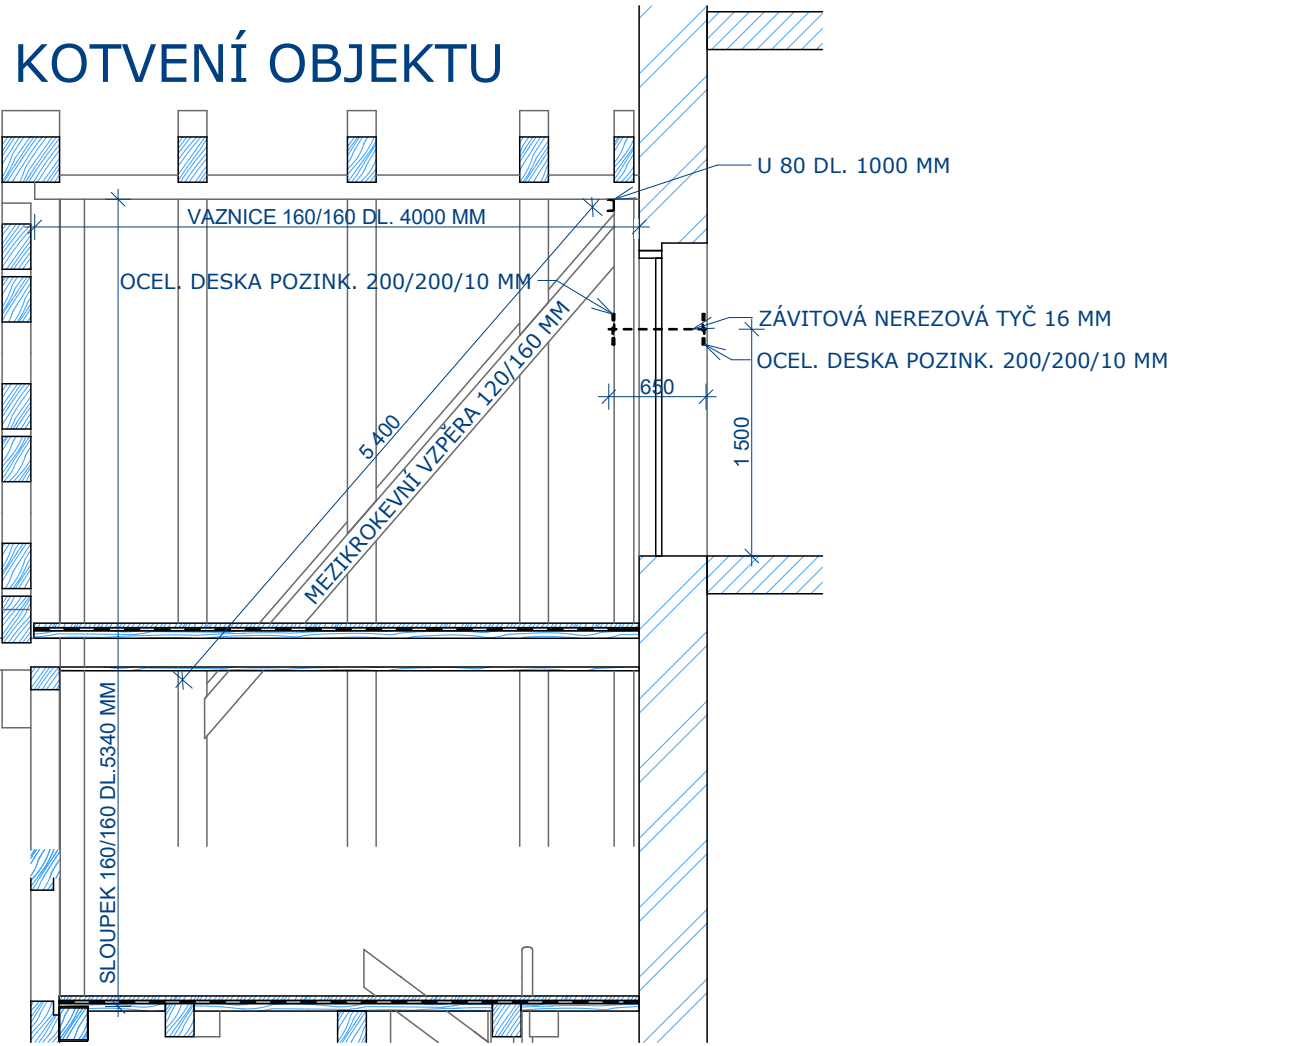 KOTVENÍ OBJEKTU
U 80 DL. 1000 MM
VAZNICE 160/160 DL. 4000 MM
OCEL. DESKA POZINK. 200/200/10 MM
ZÁVITOVÁ NEREZOVÁ TYČ 16 MM
OCEL. DESKA POZINK. 200/200/10 MM
650
1 500
5 400
MEZIKROKEVNÍ VZPĚRA 120/160 MM
SLOUPEK 160/160 DL.5340 MM